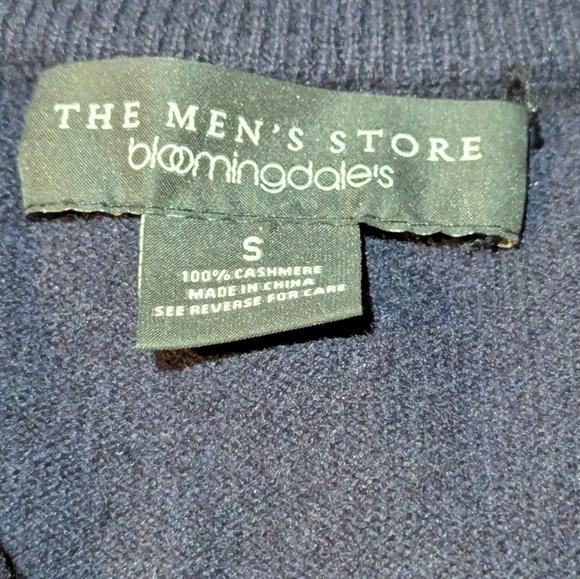 THE MEN'S STORE
bloomingdale's
S
100% CASHMERE
MADE IN CHINA
SEE REVERSE FOR CARE